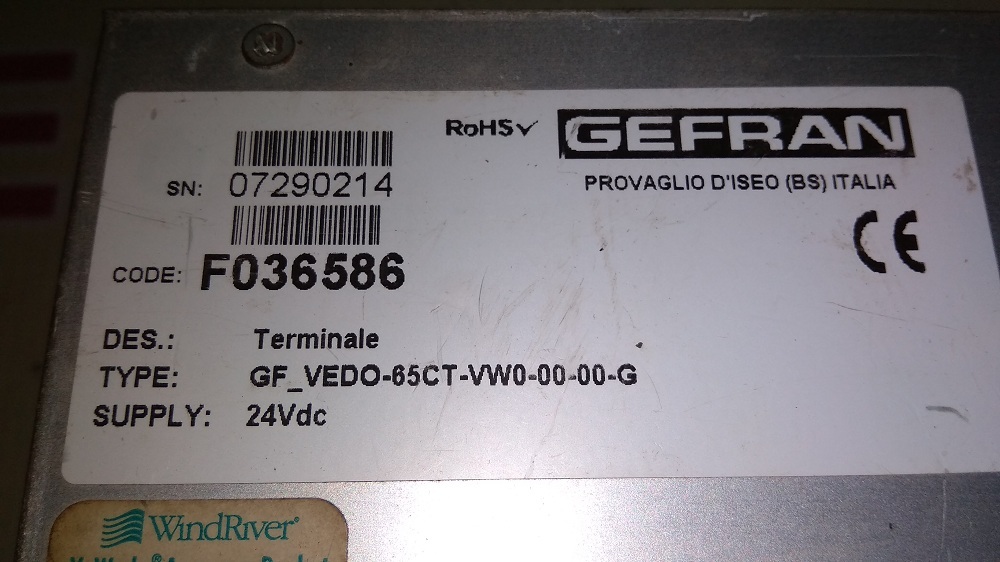 RoHS✓ GEFRAN
PROVAGLIO D'ISEO (BS) ITALIA
SN: 07290214
CE
CODE: F036586
DES.: Terminale
TYPE: GF_VEDO-65CT-VW0-00-00-G
SUPPLY: 24Vdc
WindRiver®